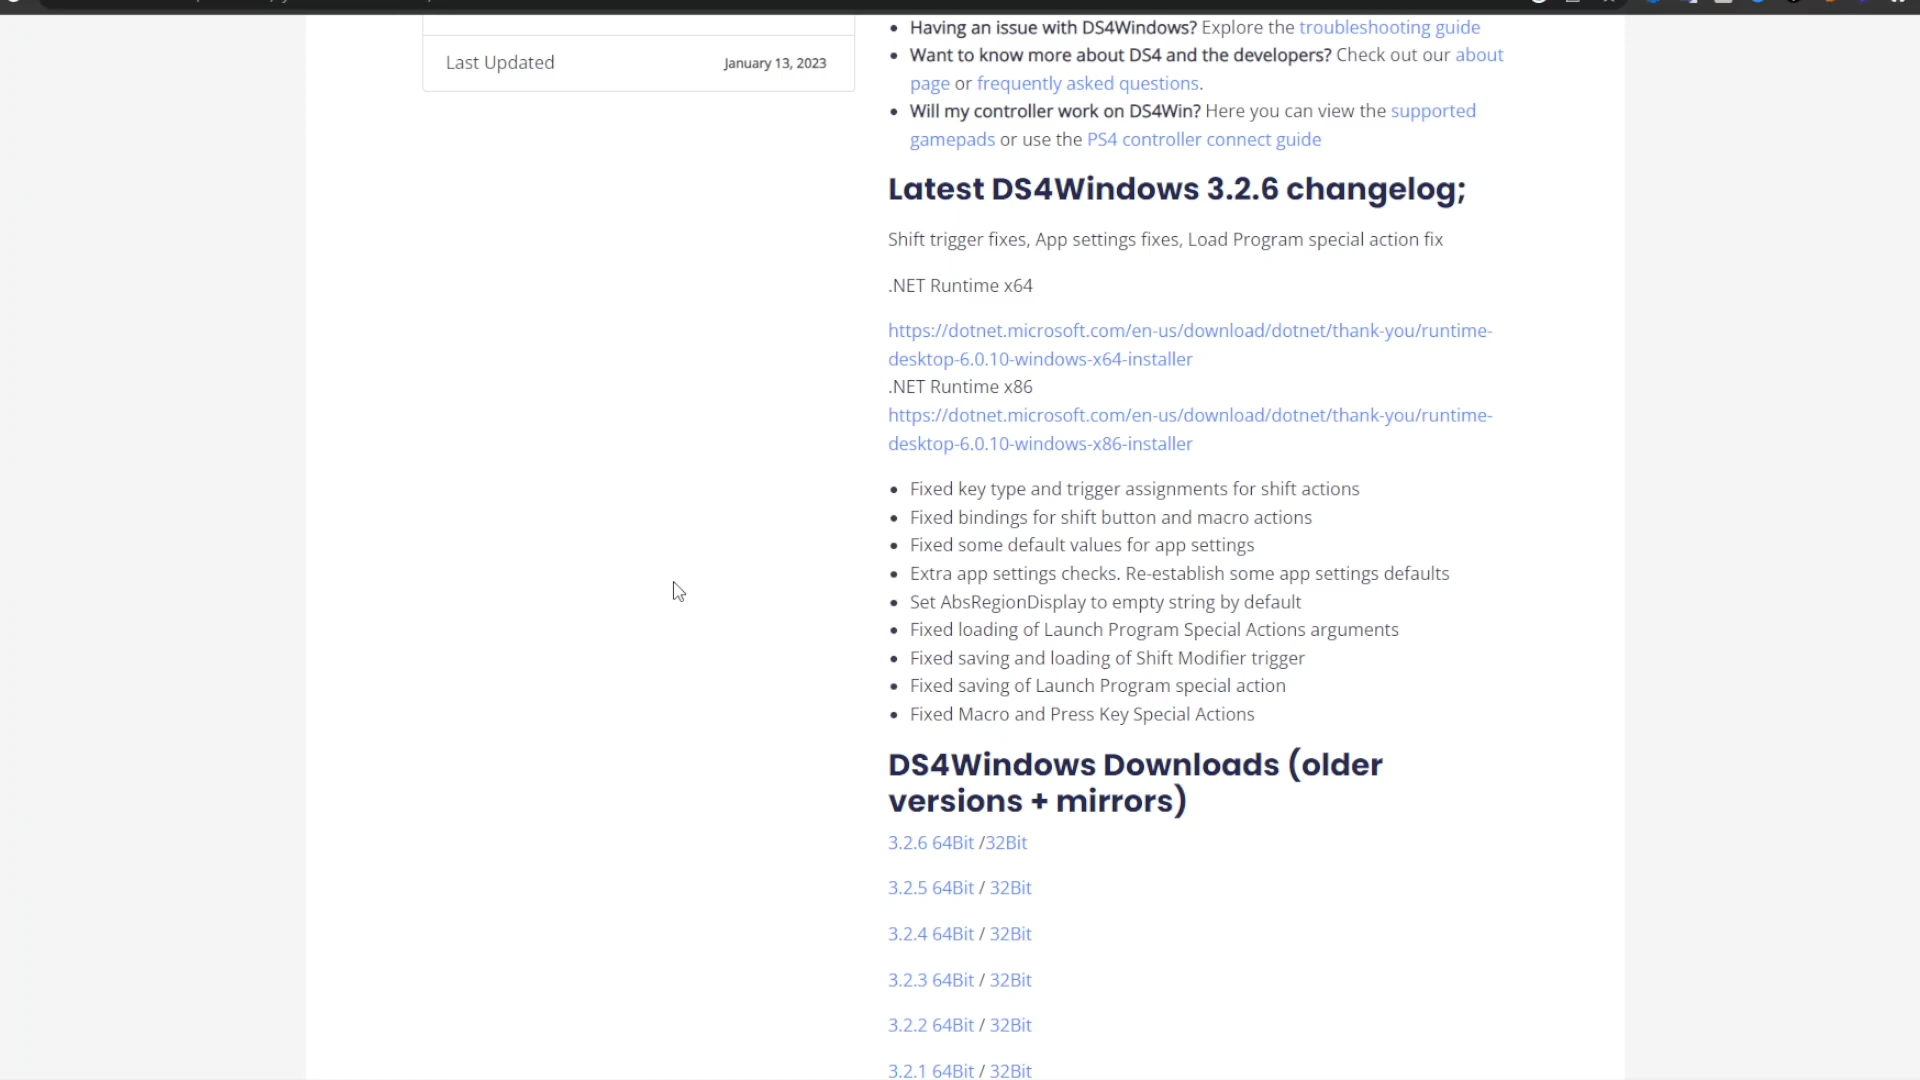 Last Updated
January 13, 2023
• Having an issue with DS4Windows? Explore the troubleshooting guide
• Want to know more about DS4 and the developers? Check out our about
page or frequently asked questions.
• Will my controller work on DS4Win? Here you can view the supported
gamepads or use the PS4 controller connect guide
Latest DS4Windows 3.2.6 changelog;
Shift trigger fixes, App settings fixes, Load Program special action fix
.NET Runtime x64
https://dotnet.microsoft.com/en-us/download/dotnet/thank-you/runtime-
desktop-6.0.10-windows-x64-installer
.NET Runtime x86
https://dotnet.microsoft.com/en-us/download/dotnet/thank-you/runtime-
desktop-6.0.10-windows-x86-installer
• Fixed key type and trigger assignments for shift actions
• Fixed bindings for shift button and macro actions
• Fixed some default values for app settings
• Extra app settings checks. Re-establish some app settings defaults
• Set AbsRegionDisplay to empty string by default
• Fixed loading of Launch Program Special Actions arguments
• Fixed saving and loading of Shift Modifier trigger
• Fixed saving of Launch Program special action
• Fixed Macro and Press Key Special Actions
DS4Windows Downloads (older
versions + mirrors)
3.2.6 64Bit /32Bit
3.2.5 64Bit / 32Bit
3.2.4 64Bit / 32Bit
3.2.3 64Bit / 32Bit
3.2.2 64Bit / 32Bit
3.2.1 64Bit / 32Bit